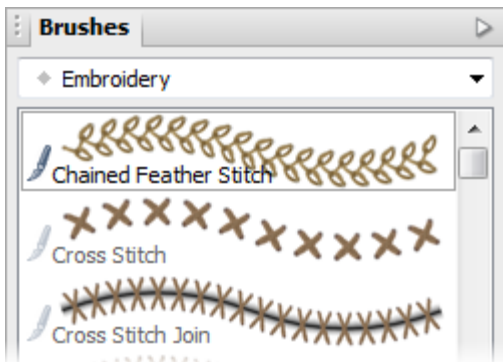 Brushes
Embroidery
Chained Feather Stitch
Cross Stitch
Cross Stitch Join